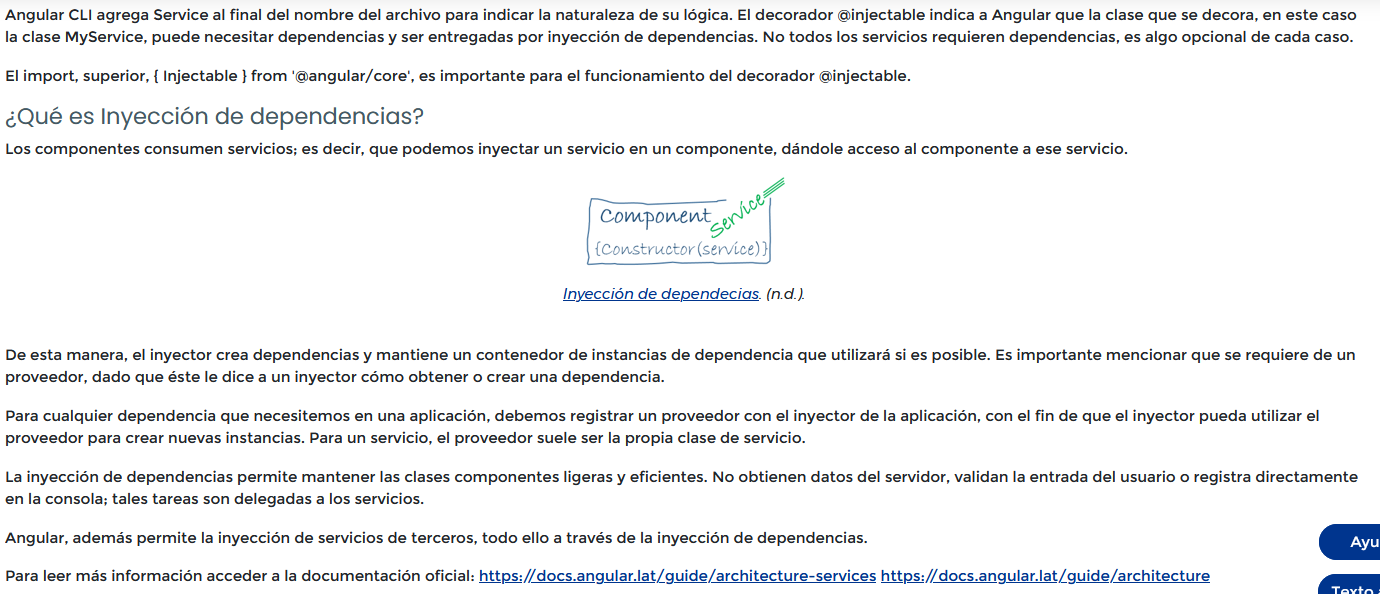 Angular CLI agrega Service al final del nombre del archivo para indicar la naturaleza de su lógica. El decorador @injectable indica a Angular que la clase que se decora, en este caso
la clase MyService, puede necesitar dependencias y ser entregadas por inyección de dependencias. No todos los servicios requieren dependencias, es algo opcional de cada caso.
El import, superior, { Injectable } from '@angular/core', es importante para el funcionamiento del decorador @injectable.
¿Qué es Inyección de dependencias?
Los componentes consumen servicios; es decir, que podemos inyectar un servicio en un componente, dándole acceso al componente a ese servicio.
Component
Service
{Constructor(service)}
Inyección de dependecias. (n.d.).
De esta manera, el inyector crea dependencias y mantiene un contenedor de instancias de dependencia que utilizará si es posible. Es importante mencionar que se requiere de un
proveedor, dado que éste le dice a un inyector cómo obtener o crear una dependencia.
Para cualquier dependencia que necesitemos en una aplicación, debemos registrar un proveedor con el inyector de la aplicación, con el fin de que el inyector pueda utilizar el
proveedor para crear nuevas instancias. Para un servicio, el proveedor suele ser la propia clase de servicio.
La inyección de dependencias permite mantener las clases componentes ligeras y eficientes. No obtienen datos del servidor, validan la entrada del usuario o registra directamente
en la consola; tales tareas son delegadas a los servicios.
Angular, además permite la inyección de servicios de terceros, todo ello a través de la inyección de dependencias.
Ayu
Para leer más información acceder a la documentación oficial: https://docs.angular.lat/guide/architecture-services https://docs.angular.lat/guide/architecture
Texto